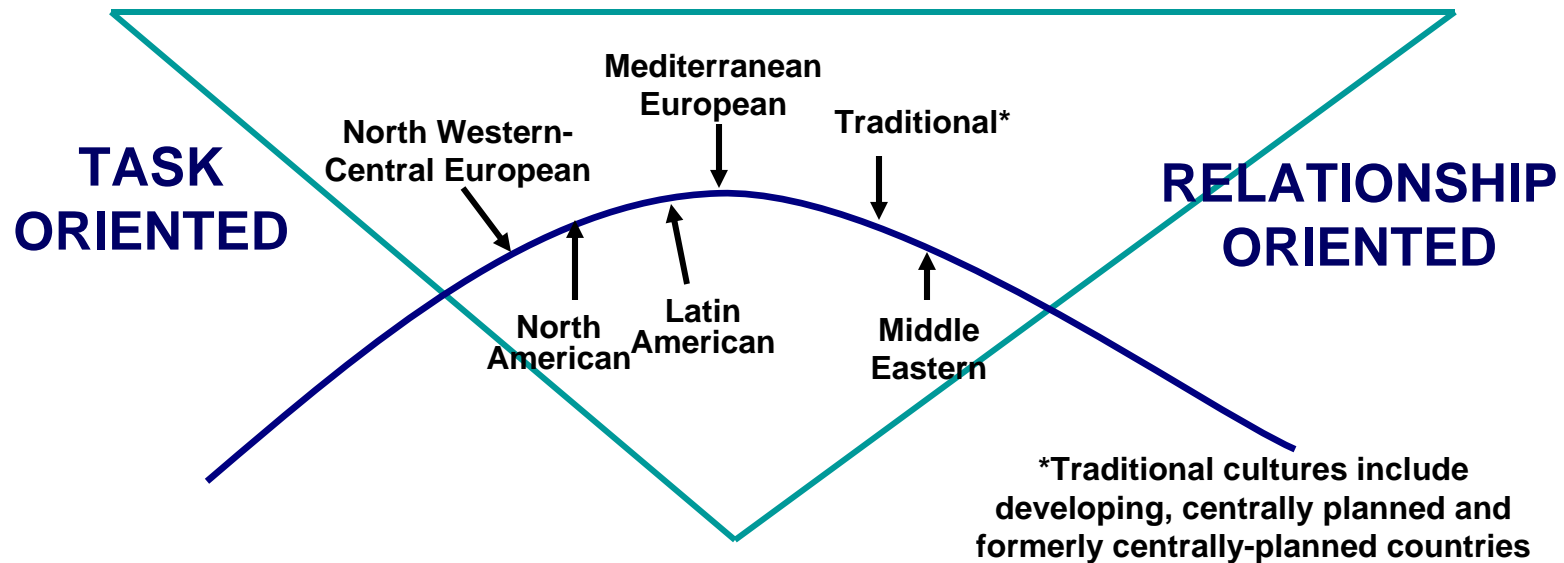 Mediterranean
European
Traditional*
North Western-
Central European
TASK
ORIENTED
RELATIONSHIP
ORIENTED
North
American
Latin
American
Middle
Eastern
*Traditional cultures include
developing, centrally planned and
formerly centrally-planned countries